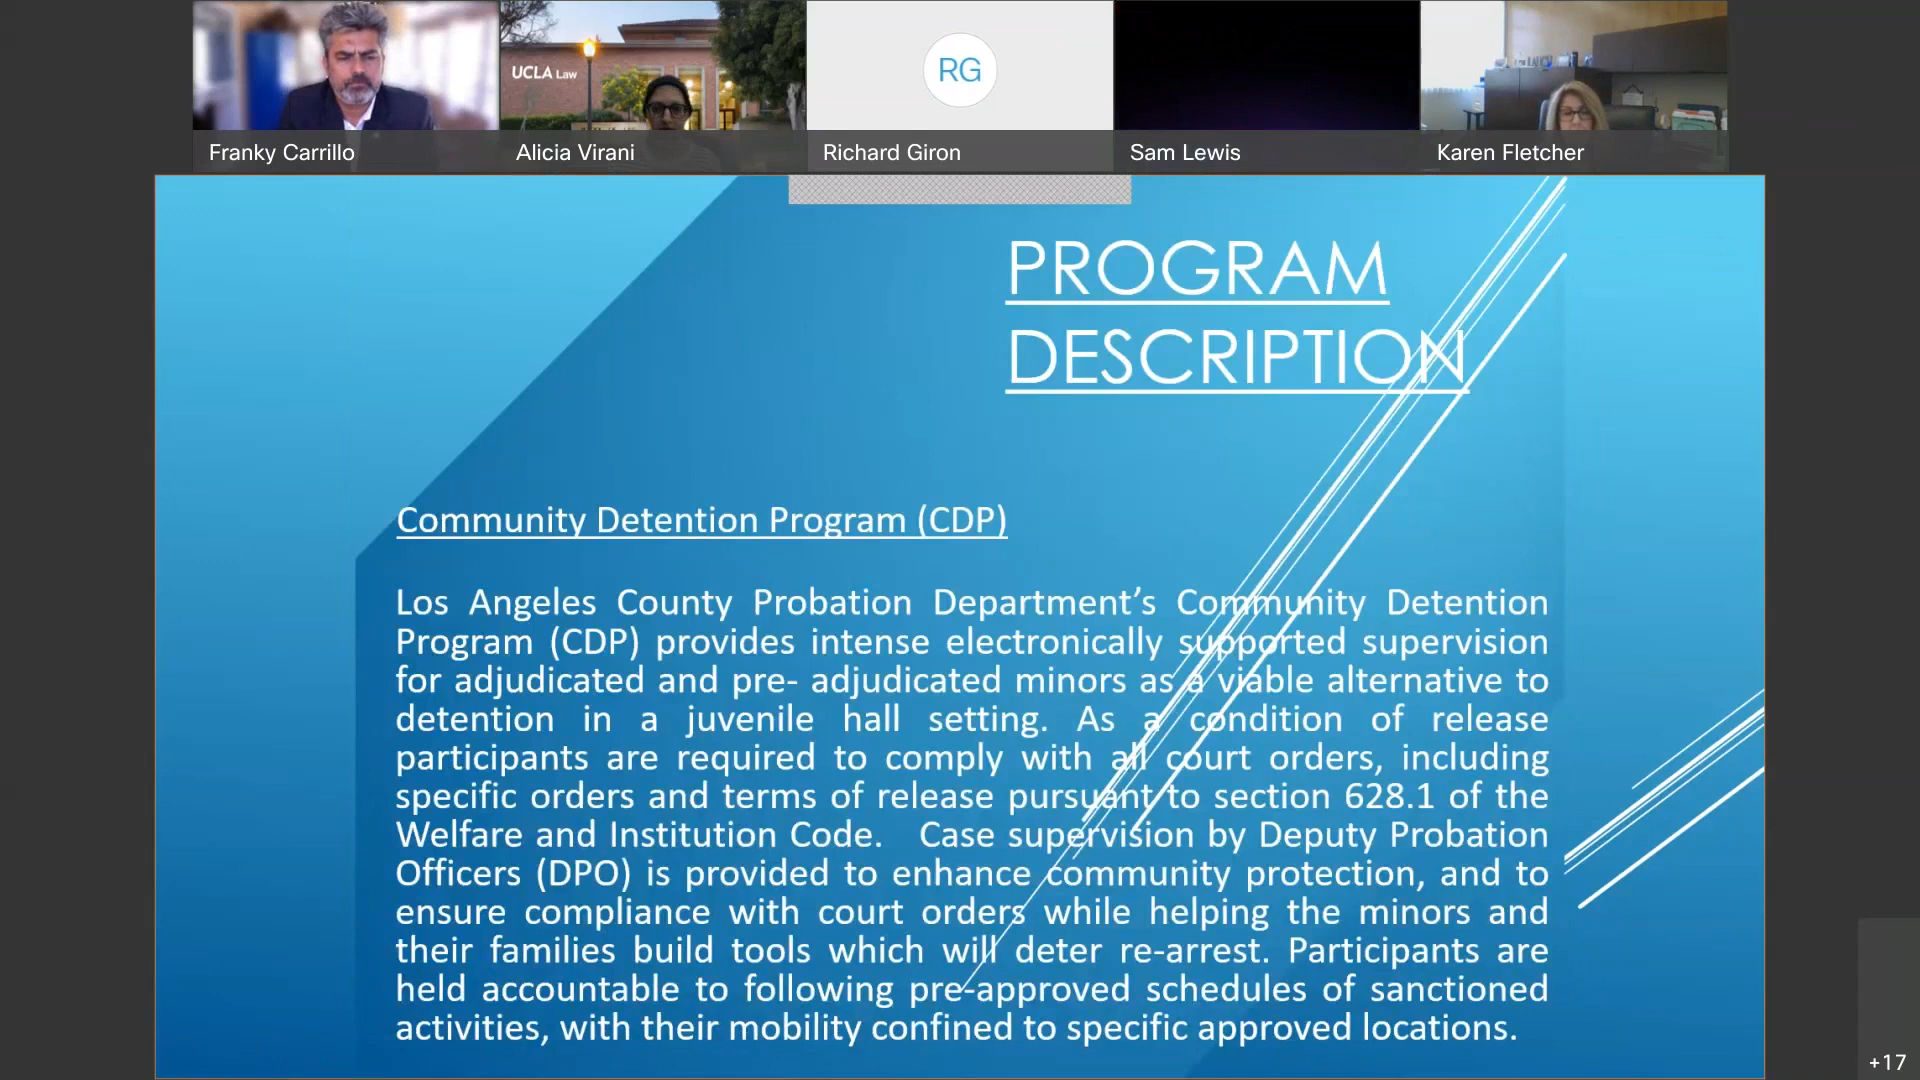 UCLA Law
RG
Franky Carrillo
Alicia Virani
Richard Giron
Sam Lewis
Karen Fletcher
PROGRAM
DESCRIPTION
Community Detention Program (CDP)
Los Angeles County Probation Department’s Community Detention
Program (CDP) provides intense electronically supported supervision
for adjudicated and pre- adjudicated minors as a viable alternative to
detention in a juvenile hall setting. As a condition of release
participants are required to comply with all court orders, including
specific orders and terms of release pursuant to section 628.1 of the
Welfare and Institution Code. Case supervision by Deputy Probation
Officers (DPO) is provided to enhance community protection, and to
ensure compliance with court orders while helping the minors and
their families build tools which will deter re-arrest. Participants are
held accountable to following pre-approved schedules of sanctioned
activities, with their mobility confined to specific approved locations.
+17